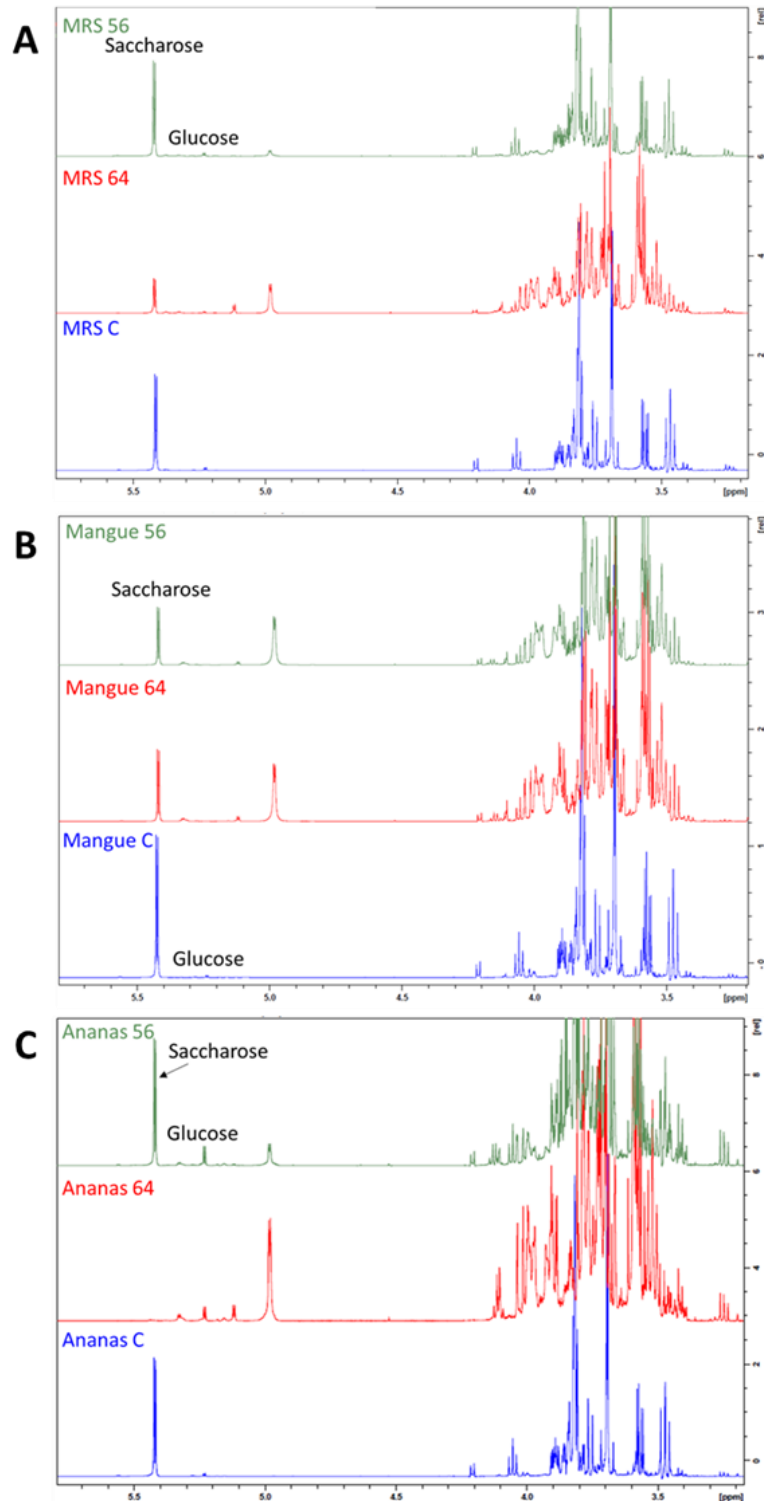 A
MRS 56
Saccharose
Glucose
MRS 64
MRS C
[rel]
8
6
4
2
0
5.5 5.0 4.5 4.0 3.5 [ppm]
B
Mangue 56
Saccharose
Mangue 64
Mangue C
Glucose
[rel]
3
2
1
-0
5.5 5.0 4.5 4.0 3.5 [ppm]
C
Ananas 56
Saccharose
Glucose
Ananas 64
Ananas C
[rel]
8
6
4
2
0
5.5 5.0 4.5 4.0 3.5 [ppm]